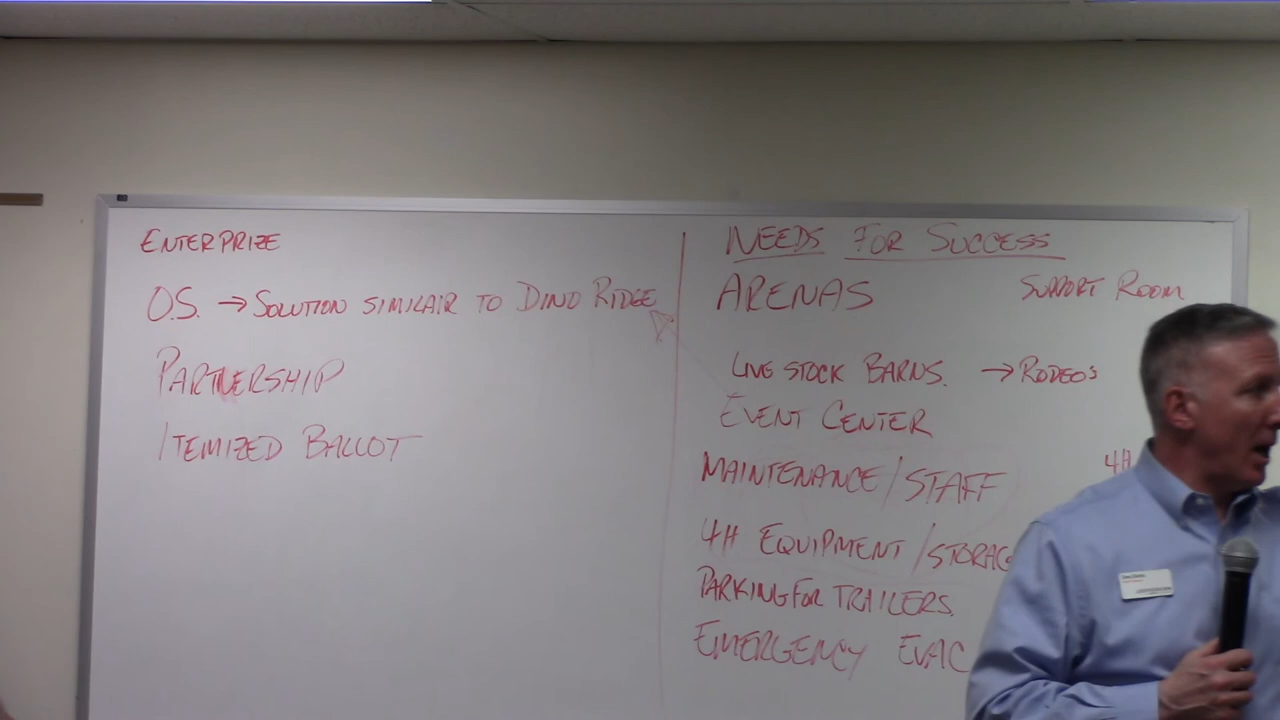 ENTERPRIZE
O.S. → SOLUTION SIMILAIR TO DINO RIDGE
PARTNERSHIP
ITEMIZED BALLOT
NEEDS FOR SUCCESS
ARENAS
SUPPORT ROOM
LIVE STOCK BARNS. → RODEOS
EVENT CENTER
MAINTENANCE/STAFF
4H
4H EQUIPMENT/STORAG
PARKING FOR TRAILERS.
EMERGENCY EVAC